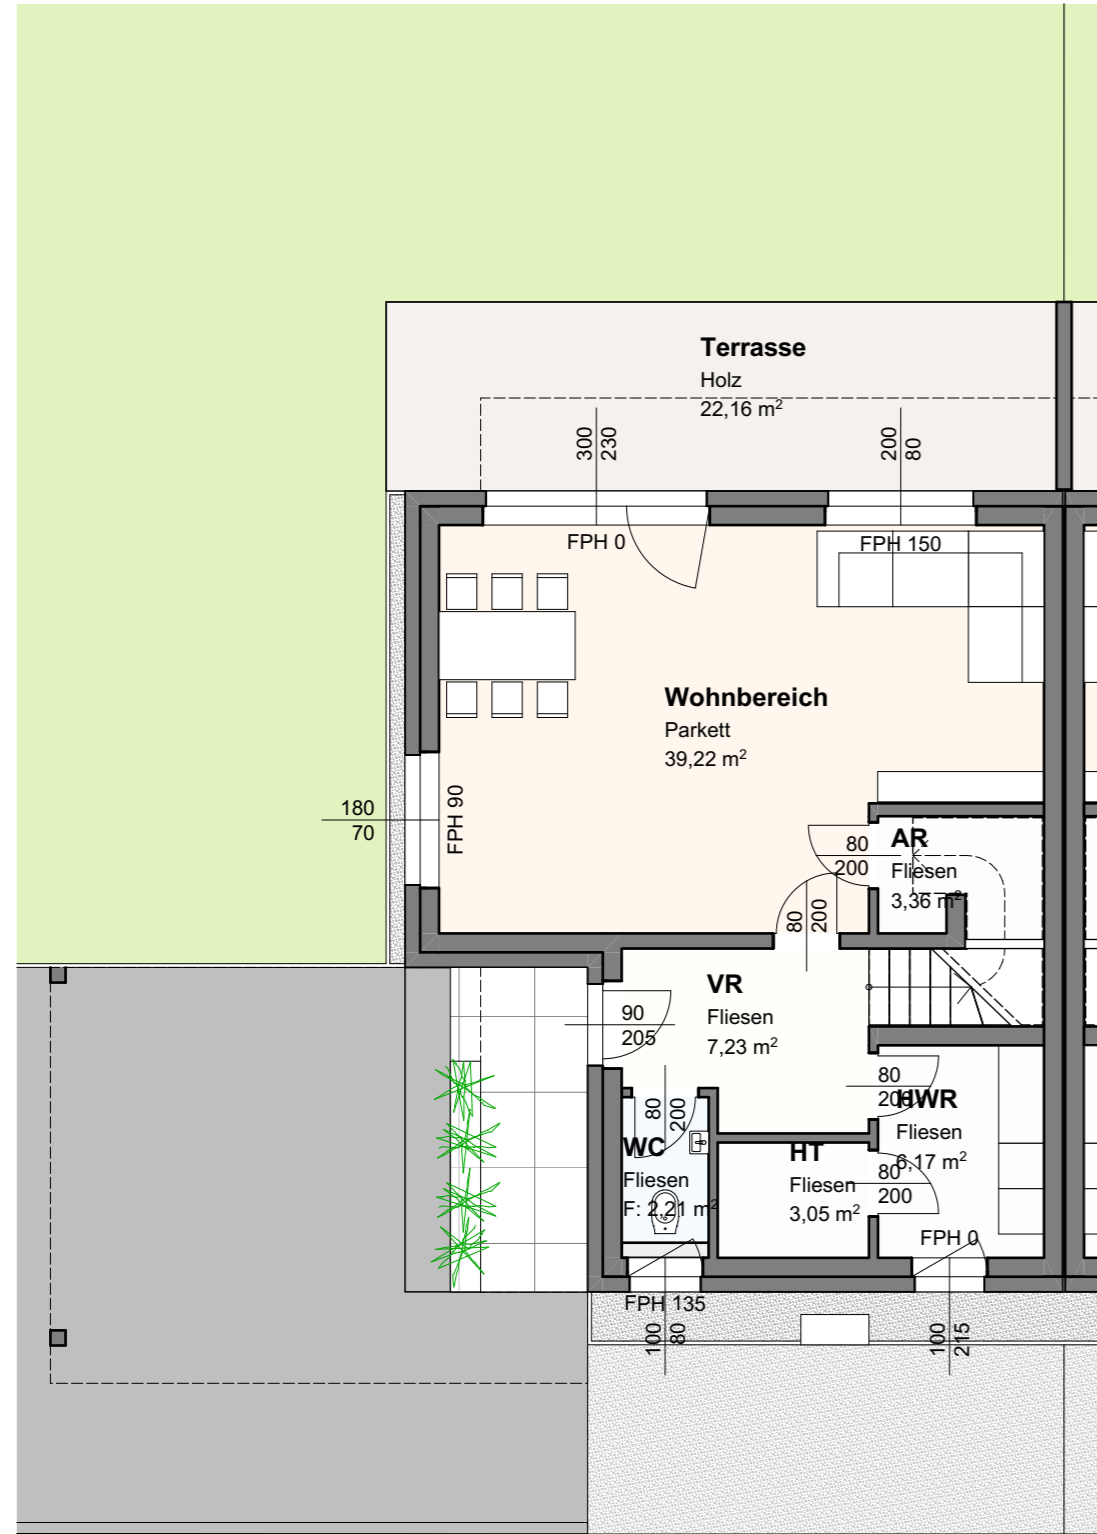 Terrasse
Holz
22,16 m²
300
230
200
80
FPH 0
FPH 150
Wohnbereich
Parkett
39,22 m²
180
70
FPH 90
80
200
AR
Fliesen
3,36 m²
80
200
VR
Fliesen
7,23 m²
90
205
80
200
HWR
Fliesen
6,17 m²
80
200
WC
Fliesen
F: 2,21 m²
HT
Fliesen
3,05 m²
80
200
FPH 0
FPH 135
100
80
100
215